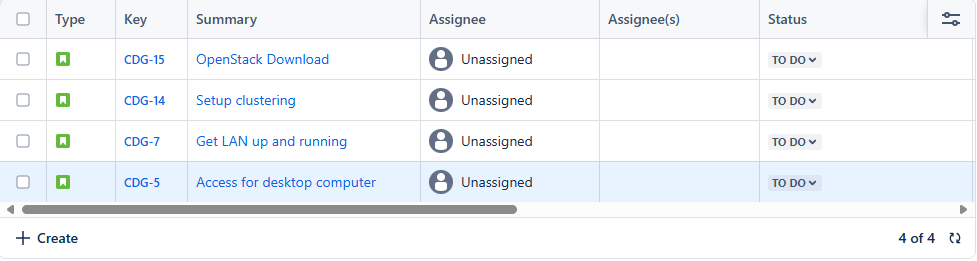 Type Key Summary Assignee Assignee(s) Status
CDG-15 OpenStack Download Unassigned TO DO
CDG-14 Setup clustering Unassigned TO DO
CDG-7 Get LAN up and running Unassigned TO DO
CDG-5 Access for desktop computer Unassigned TO DO
+ Create 4 of 4